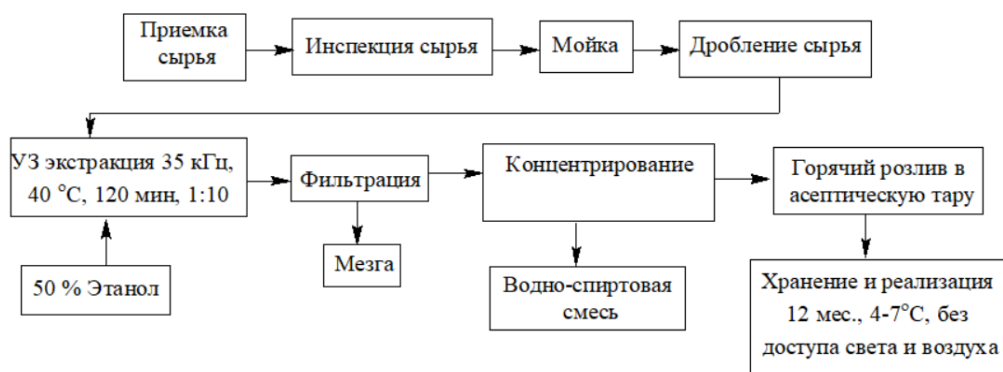 Приемка
сырья
Инспекция сырья
Мойка
Дробление сырья
УЗ экстракция 35 кГц,
40 °С, 120 мин, 1:10
Фильтрация
Концентрирование
Горячий розлив в
асептическую тару
50 % Этанол
Мезга
Водно-спиртовая
смесь
Хранение и реализация
12 мес., 4-7°С, без
доступа света и воздуха